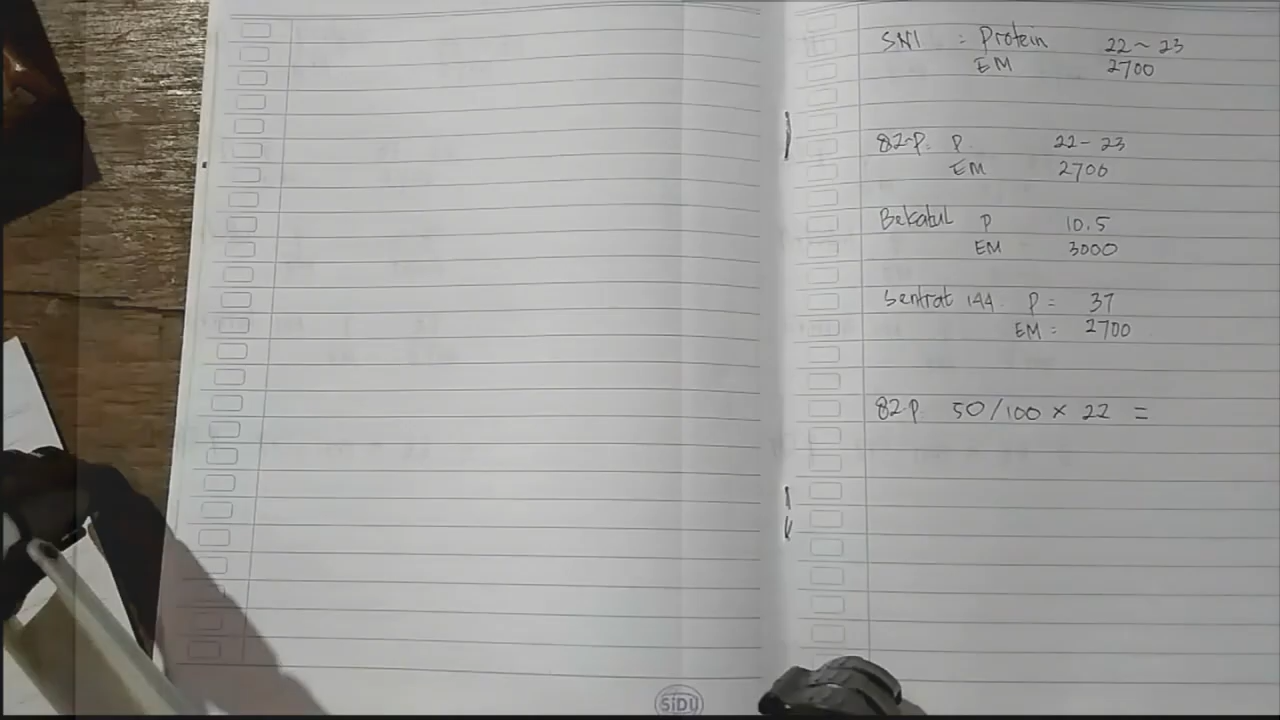 SNI = Protein 22 ~ 23
EM 2700
82-P. P. 22 - 23
EM 2700
Bekatul P 10.5
EM 3000
Sentrat 144. P = 37
EM = 2700
82-P 50/100 × 22 =
SiDU